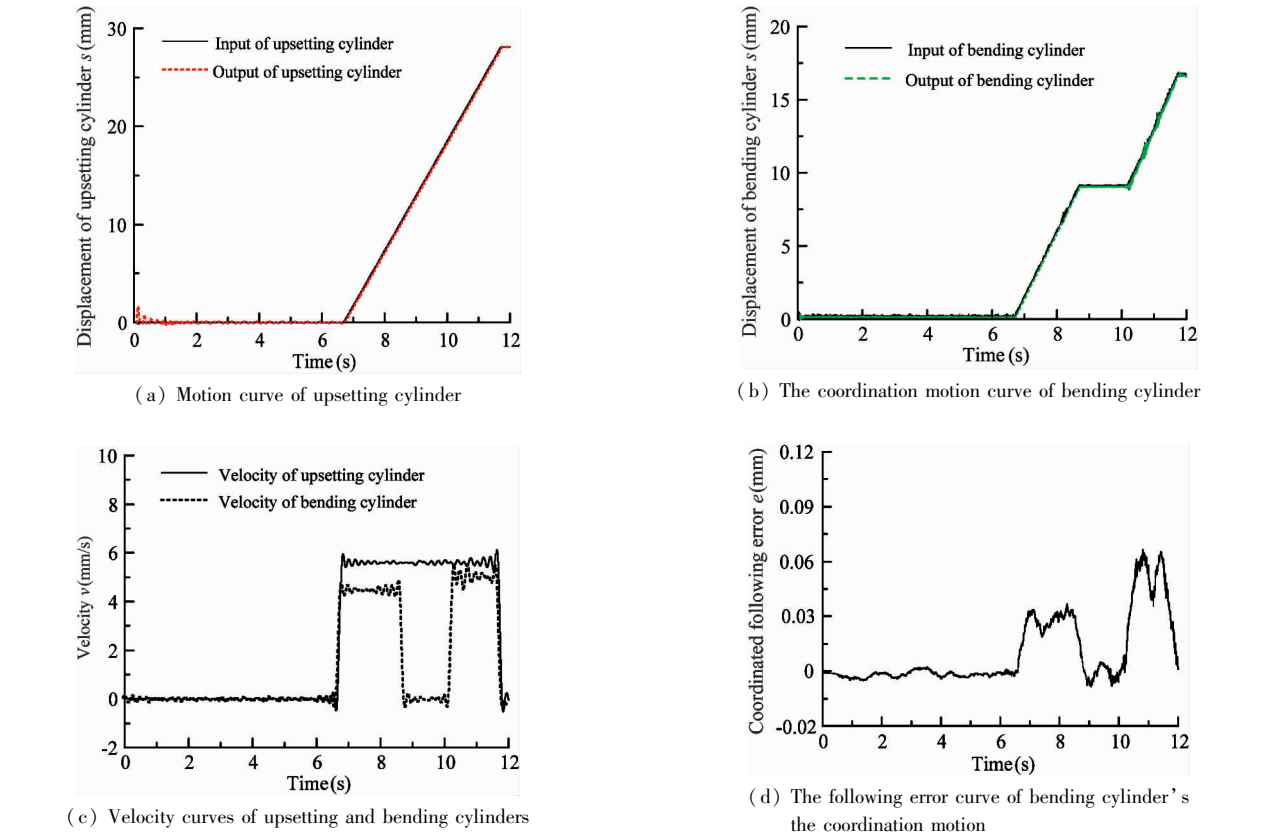 30
20
10
0
Displacement of upsetting cylinder s(mm)
Input of upsetting cylinder
Output of upsetting cylinder
0 2 4 6 8 10 12
Time(s)
(a) Motion curve of upsetting cylinder
20
15
10
5
0
Displacement of bending cylinder s(mm)
Input of bending cylinder
Output of bending cylinder
0 2 4 6 8 10 12
Time(s)
(b) The coordination motion curve of bending cylinder
10
8
6
4
2
0
-2
Velocity v(mm/s)
Velocity of upsetting cylinder
Velocity of bending cylinder
0 2 4 6 8 10 12
Time(s)
(c) Velocity curves of upsetting and bending cylinders
0.12
0.09
0.06
0.03
0
-0.02
Coordinated following error e(mm)
0 2 4 6 8 10 12
Time(s)
(d) The following error curve of bending cylinder's
the coordination motion